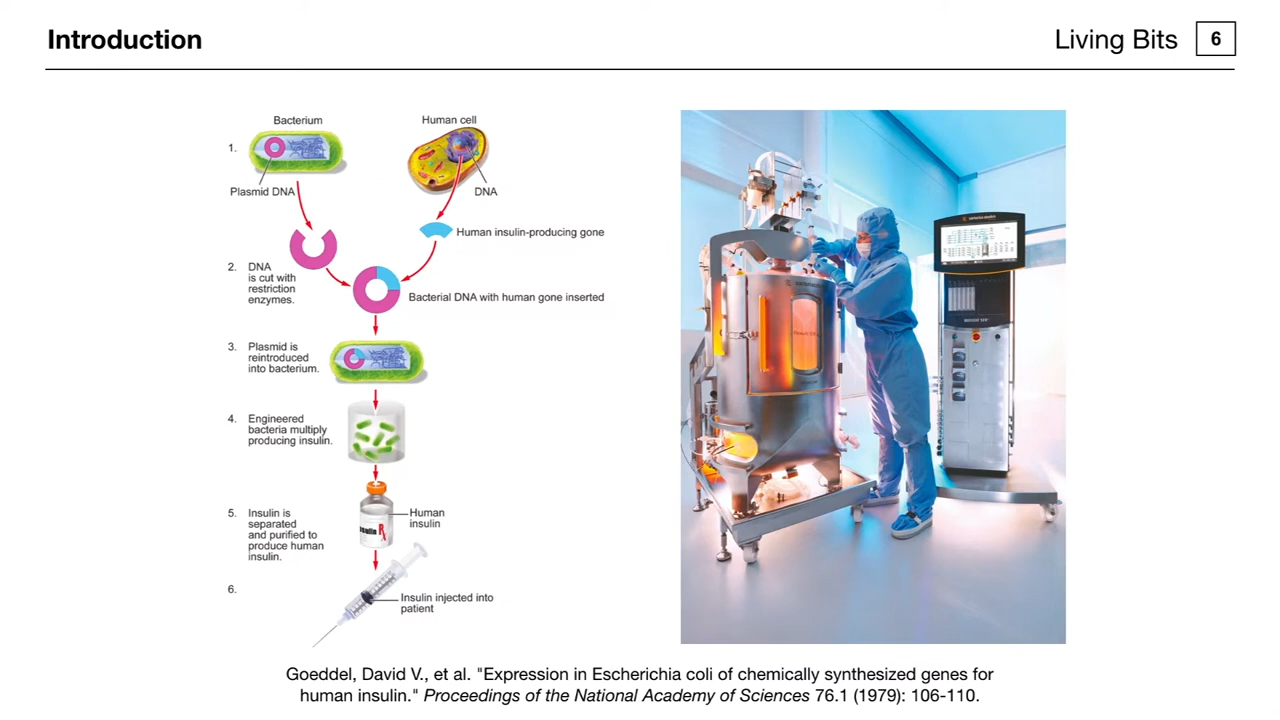 Introduction
Living Bits
6
Bacterium
Human cell
1.
Plasmid DNA
DNA
Human insulin-producing gone
2. DNA
is cut with
restriction
enzymes.
Bacterial DNA with human gone inserted
3. Plasmid is
reintroduced
into bacterium.
4. Engineered
bacteria multiply
producing insulin.
5. Insulin is
separated
and purified to
produce human
insulin.
Human
insulin
6.
Insulin injected into
patient
Goeddel, David V., et al. "Expression in Escherichia coli of chemically synthesized genes for
human insulin." Proceedings of the National Academy of Sciences 76.1 (1979): 106-110.